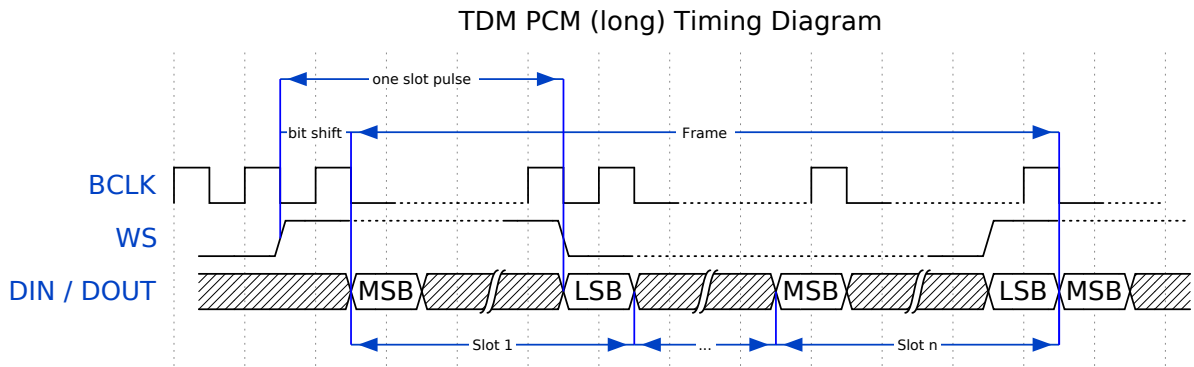 TDM PCM (long) Timing Diagram
one slot pulse
bit shift
Frame
BCLK
WS
DIN / DOUT
MSB
LSB
MSB
LSB
MSB
Slot 1
...
Slot n